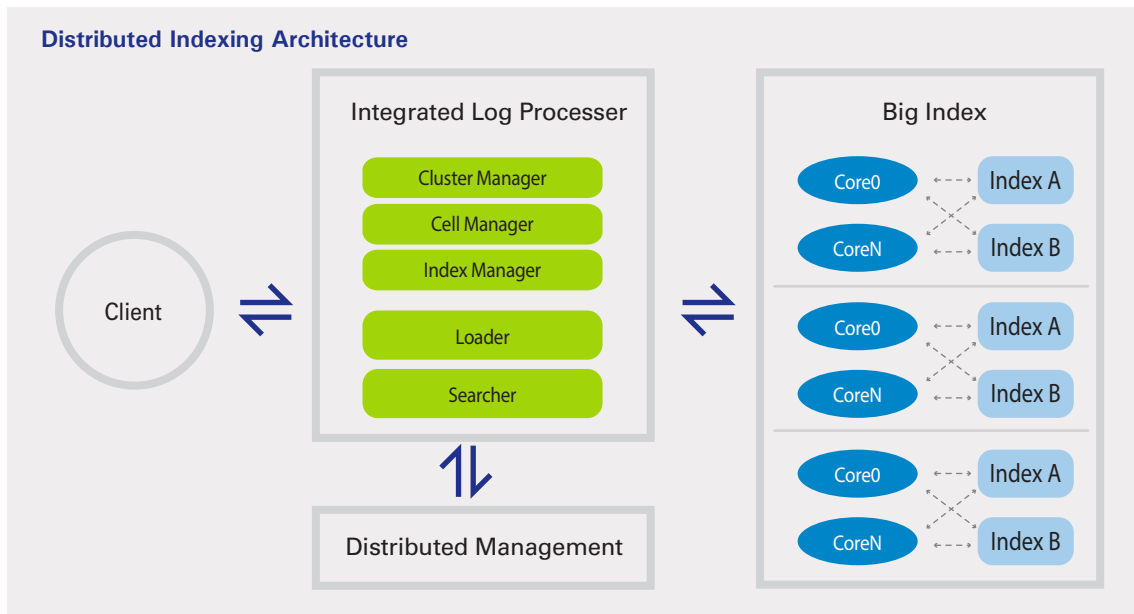 Distributed Indexing Architecture
Client
Integrated Log Processer
Cluster Manager
Cell Manager
Index Manager
Loader
Searcher
Distributed Management
Big Index
Core0
Index A
CoreN
Index B
Core0
Index A
CoreN
Index B
Core0
Index A
CoreN
Index B